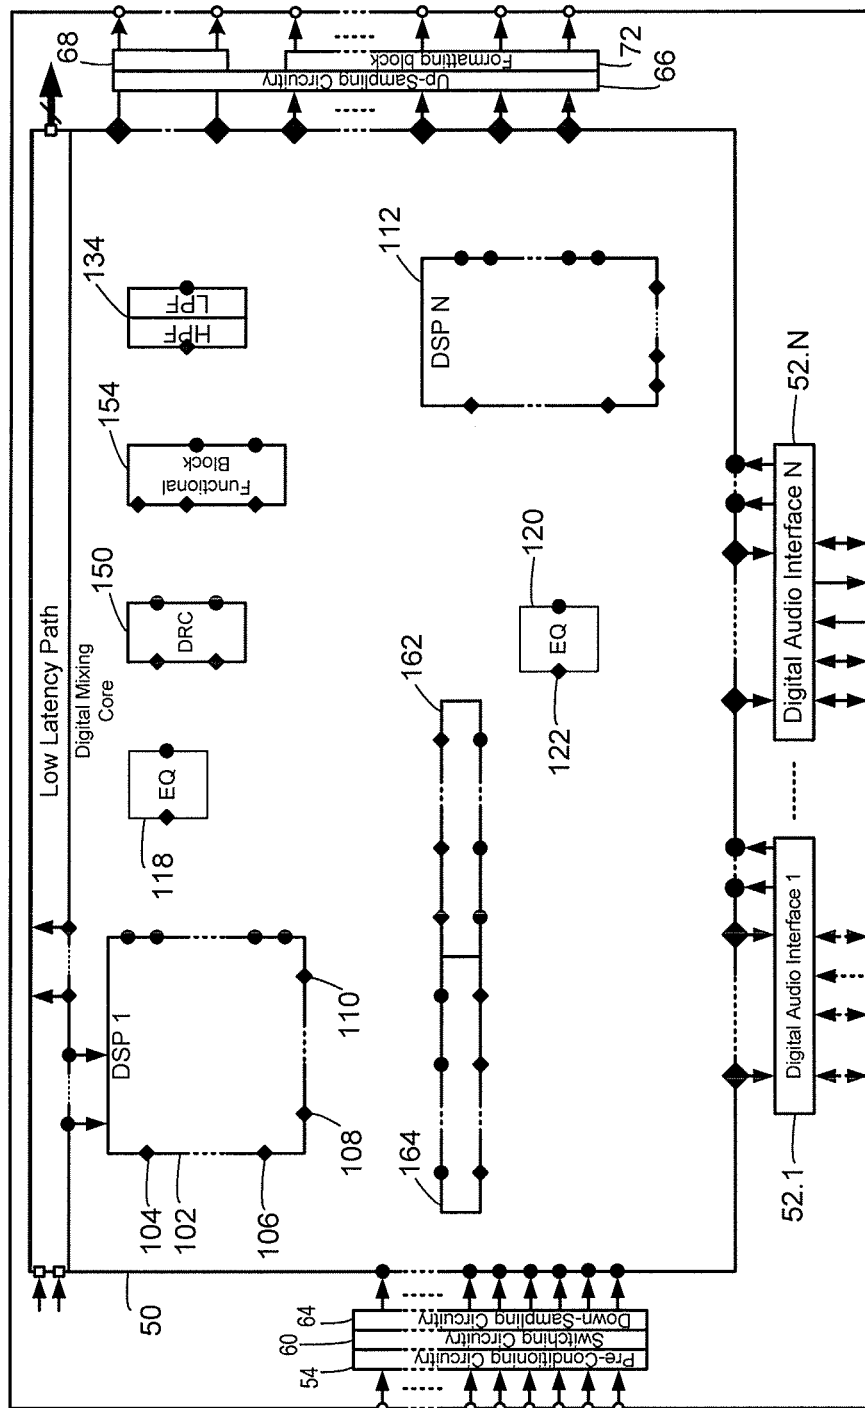 68
Up-Sampling Circuitry
Formatting block
72
66
Low Latency Path
Digital Mixing
Core
134
HPF
LPF
154
Functional
Block
150
DRC
118
EQ
DSP 1
104
102
106
108
110
112
DSP N
120
EQ
122
162
164
50
54
60
64
Pre-Conditioning Circuitry
Switching Circuitry
Down-Sampling Circuitry
52.1
Digital Audio Interface 1
52.N
Digital Audio Interface N